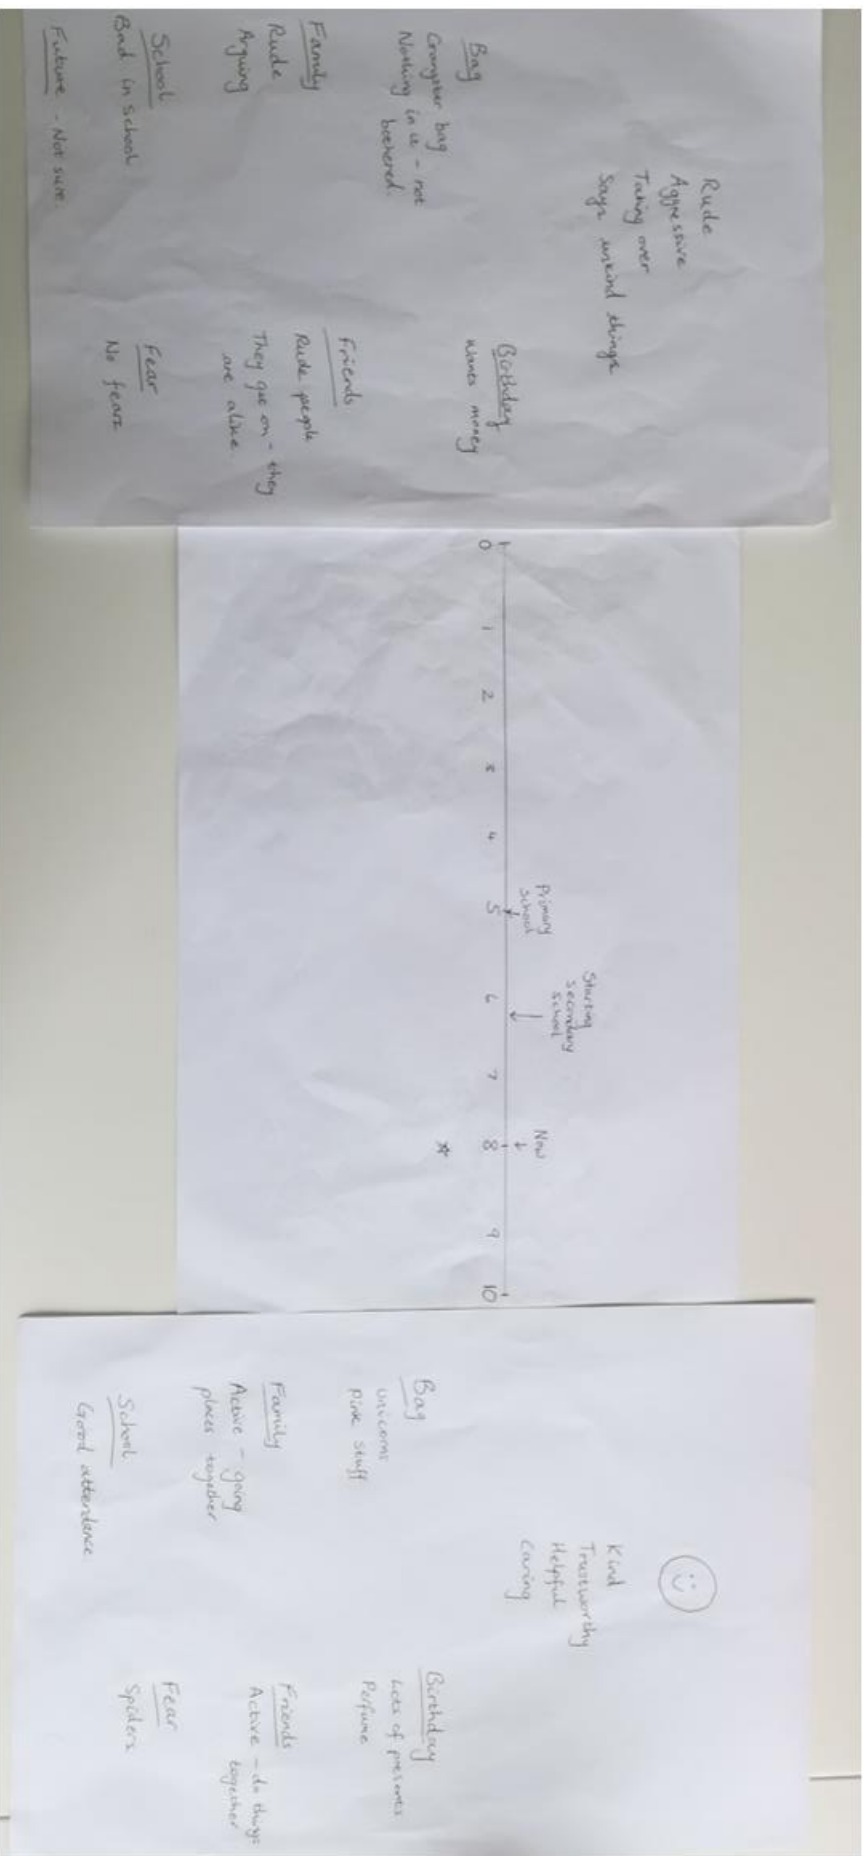 Rude
Aggressive
Taking over
Says unkind things
Bag
Gangster bag
Nothing in it - not
bothered.
Birthday
Wants money
Family
Rude
Arguing
Friends
Rude people
They get on - they
are alike
School
Bad in school
Fear
No fears
Future - Not sure.
Primary
school
Starting
secondary
school
Now
0 1 2 3 4 5 6 7 8 9 10
Kind
Trustworthy
Helpful
Caring
Bag
unicorns
Pink stuff
Birthday
Lots of presents
Perfume
Family
Active - going
places together
Friends
Active - do things
together
School
Good attendance
Fear
Spiders